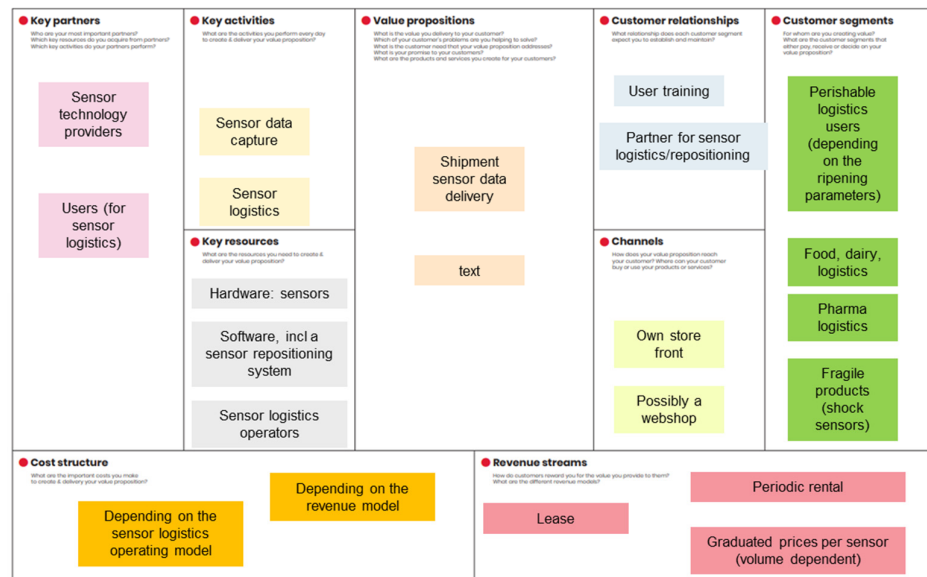 Key partners
Who are your most important partners?
Which key resources do you acquire from partners?
Which key activities do your partners perform?
Sensor
technology
providers
Users (for
sensor
logistics)
Key activities
What are the activities you perform every day
to create & deliver your value proposition?
Sensor data
capture
Sensor
logistics
Key resources
What are the resources you need to create &
deliver your value proposition?
Hardware: sensors
Software, incl a
sensor repositioning
system
Sensor logistics
operators
Value propositions
What is the value you delivery to your customer?
Which of your customer's problems are you helping to solve?
What is the customer need that your value proposition addresses?
What is your promise to your customers?
What are the products and services you create for your customers?
Shipment
sensor data
delivery
text
Customer relationships
What relationship does each customer segment
expect you to establish and maintain?
User training
Partner for sensor
logistics/repositioning
Channels
How does your value proposition reach
your customer? Where can your customer
buy or use your products or services?
Own store
front
Possibly a
webshop
Customer segments
For whom are you creating value?
What are the customer segments that
either pay, receive or decide on your
value proposition?
Perishable
logistics
users
(depending
on the
ripening
parameters)
Food, dairy,
logistics
Pharma
logistics
Fragile
products
(shock
sensors)
Cost structure
What are the important costs you make
to create & delivery your value proposition?
Depending on the
sensor logistics
operating model
Depending on the
revenue model
Revenue streams
How do customers reward you for the value you provide to them?
What are the different revenue models?
Lease
Periodic rental
Graduated prices per sensor
(volume dependent)